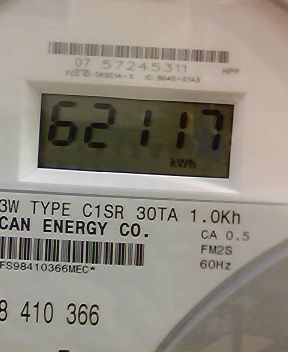 07 57245311
HPP
62117
kWh
3W TYPE C1SR 30TA 1.0Kh
CAN ENERGY CO.
CA 0.5
FM2S
60Hz
FS98410366MEC*
8 410 366